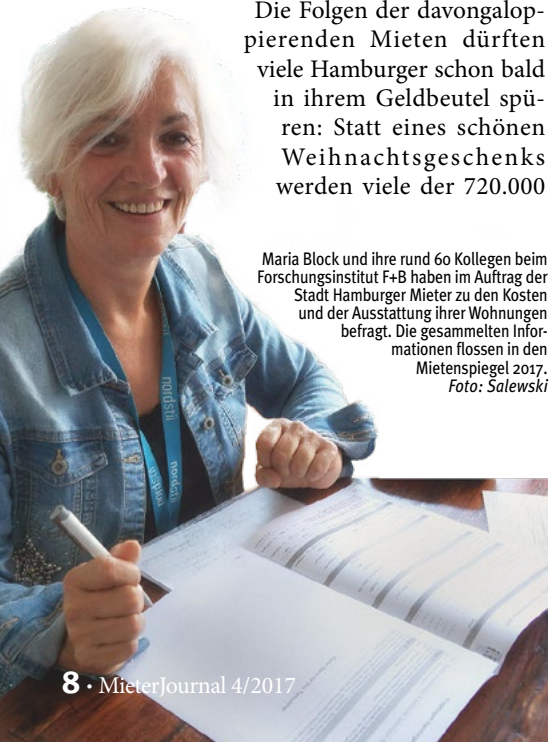 Die Folgen der davongalop-
pierenden Mieten dürften
viele Hamburger schon bald
in ihrem Geldbeutel spü-
ren: Statt eines schönen
Weihnachtsgeschenks
werden viele der 720.000
Maria Block und ihre rund 60 Kollegen beim
Forschungsinstitut F+B haben im Auftrag der
Stadt Hamburger Mieter zu den Kosten
und der Ausstattung ihrer Wohnungen
befragt. Die gesammelten Infor-
mationen flossen in den
Mietenspiegel 2017.
Foto: Salewski
nordstil
nordstil
8 · MieterJournal 4/2017